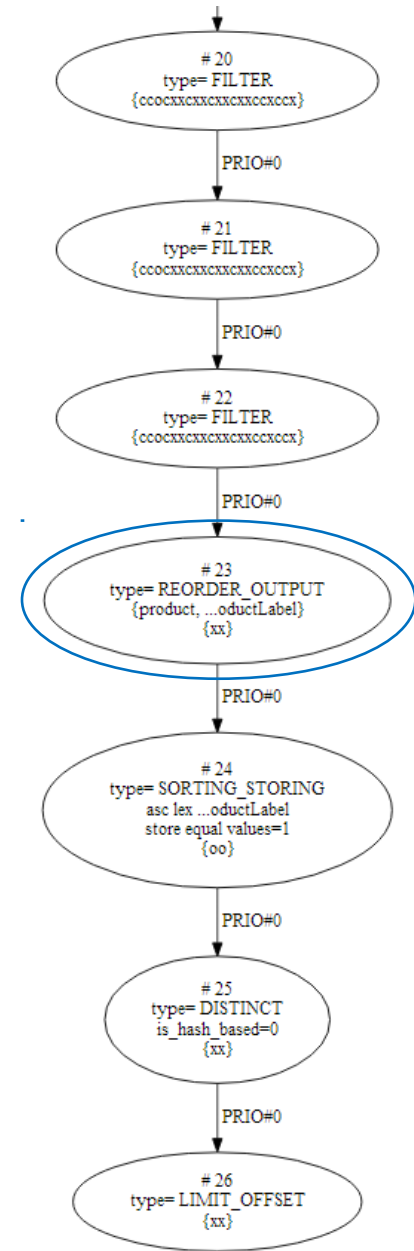 # 20
type= FILTER
{ccocxxcxxcxxcxxccxccx}
PRIO#0
# 21
type= FILTER
{ccocxxcxxcxxcxxccxccx}
PRIO#0
# 22
type= FILTER
{ccocxxcxxcxxcxxccxccx}
PRIO#0
# 23
type= REORDER_OUTPUT
{product, ...oductLabel}
{xx}
PRIO#0
# 24
type= SORTING_STORING
asc lex ...oductLabel
store equal values=1
{oo}
PRIO#0
# 25
type= DISTINCT
is_hash_based=0
{xx}
PRIO#0
# 26
type= LIMIT_OFFSET
{xx}